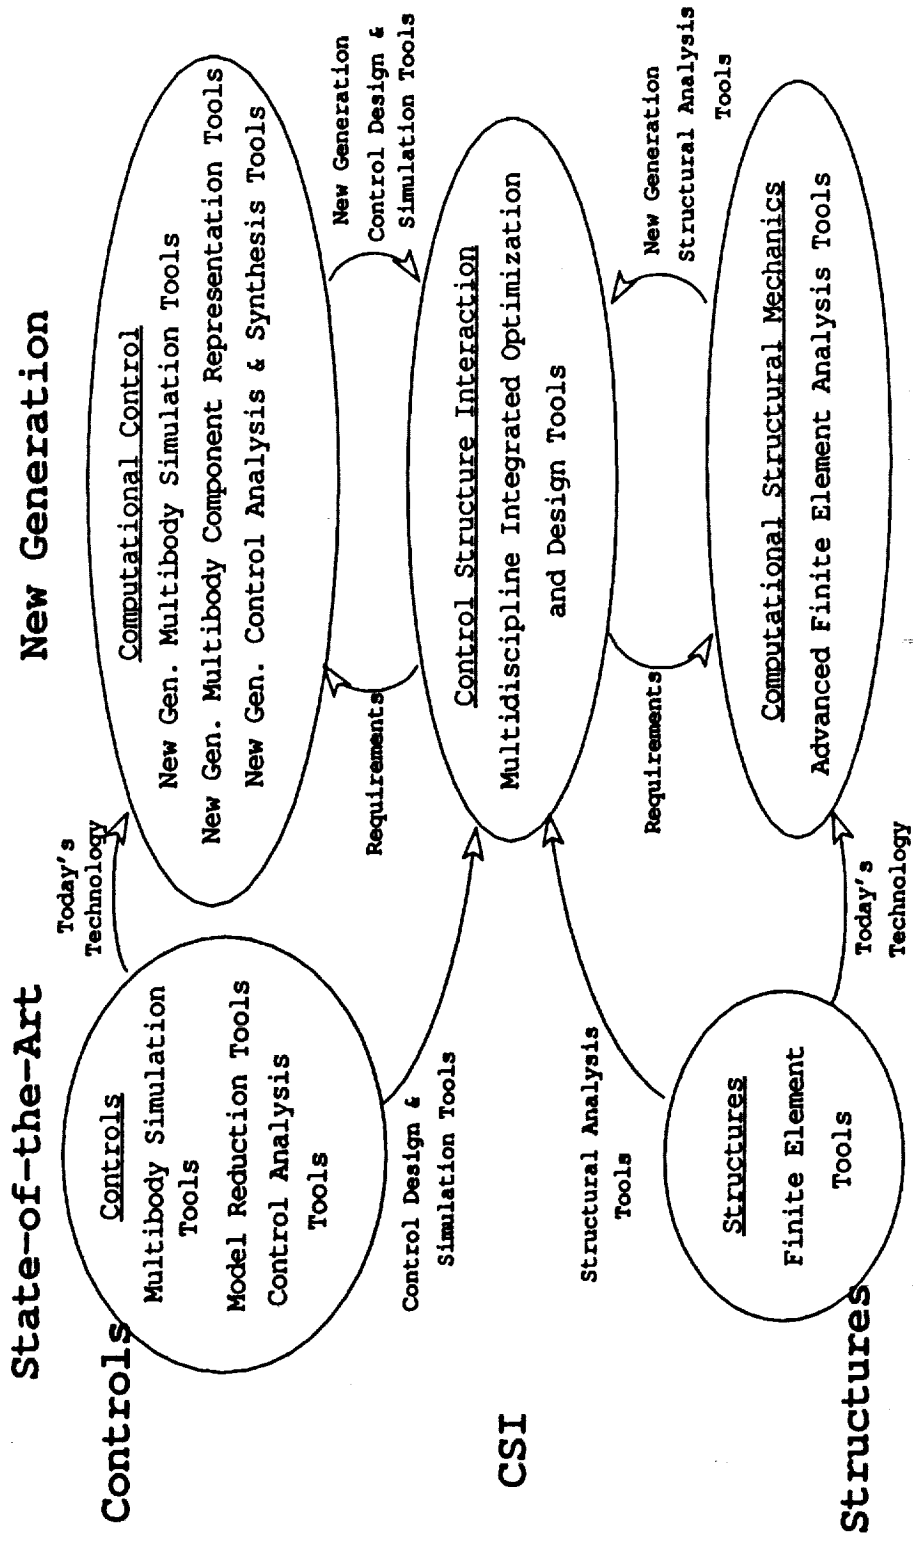 State-of-the-Art
New Generation
Controls
Controls
Multibody Simulation
Tools
Model Reduction Tools
Control Analysis
Tools
Today's
Technology
Computational Control
New Gen. Multibody Simulation Tools
New Gen. Multibody Component Representation Tools
New Gen. Control Analysis & Synthesis Tools
Control Design &
Simulation Tools
Requirements
New Generation
Control Design &
Simulation Tools
CSI
Control Structure Interaction
Multidiscipline Integrated Optimization
and Design Tools
Structural Analysis
Tools
Requirements
New Generation
Structural Analysis
Tools
Structures
Structures
Finite Element
Tools
Today's
Technology
Computational Structural Mechanics
Advanced Finite Element Analysis Tools